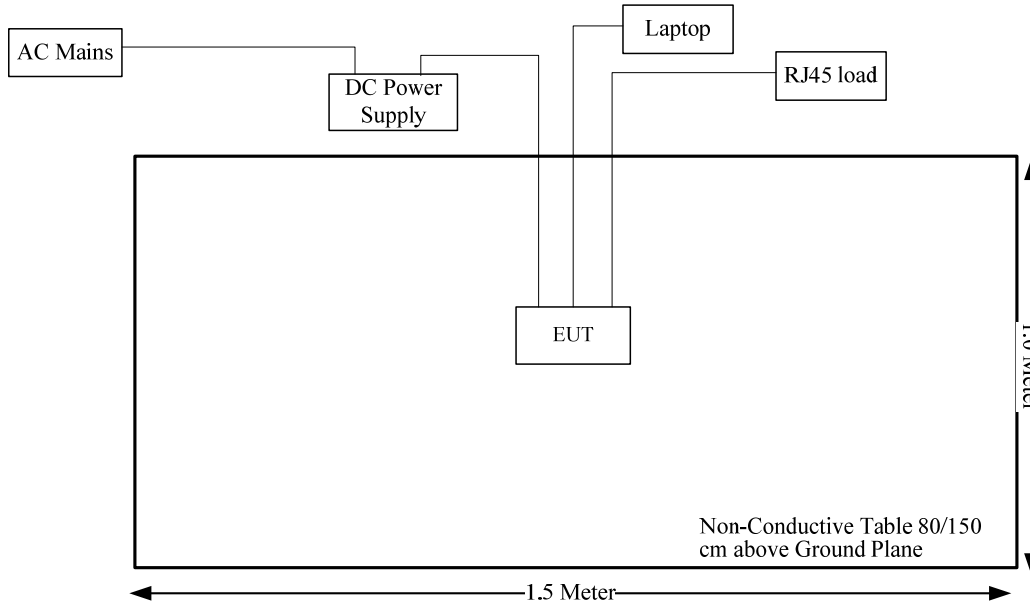 AC Mains
DC Power
Supply
Laptop
RJ45 load
EUT
Non-Conductive Table 80/150
cm above Ground Plane
1.5 Meter